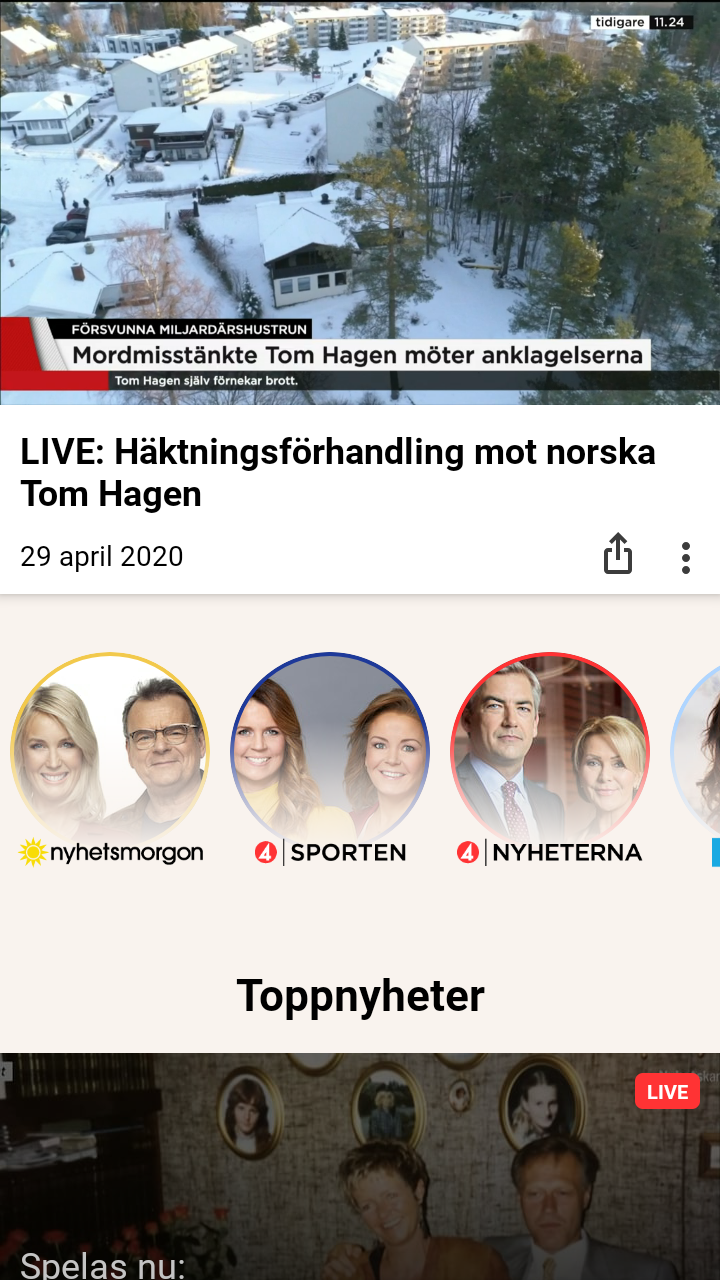 tidigare 11.24
FÖRSVUNNA MILJARDÄRSHUSTRUN
Mordmisstänkte Tom Hagen möter anklagelserna
Tom Hagen själv förnekar brott.
LIVE: Häktningsförhandling mot norska
Tom Hagen
29 april 2020
nyhetsmorgon
4 SPORTEN
4 NYHETERNA
Toppnyheter
LIVE
Spelas nu: